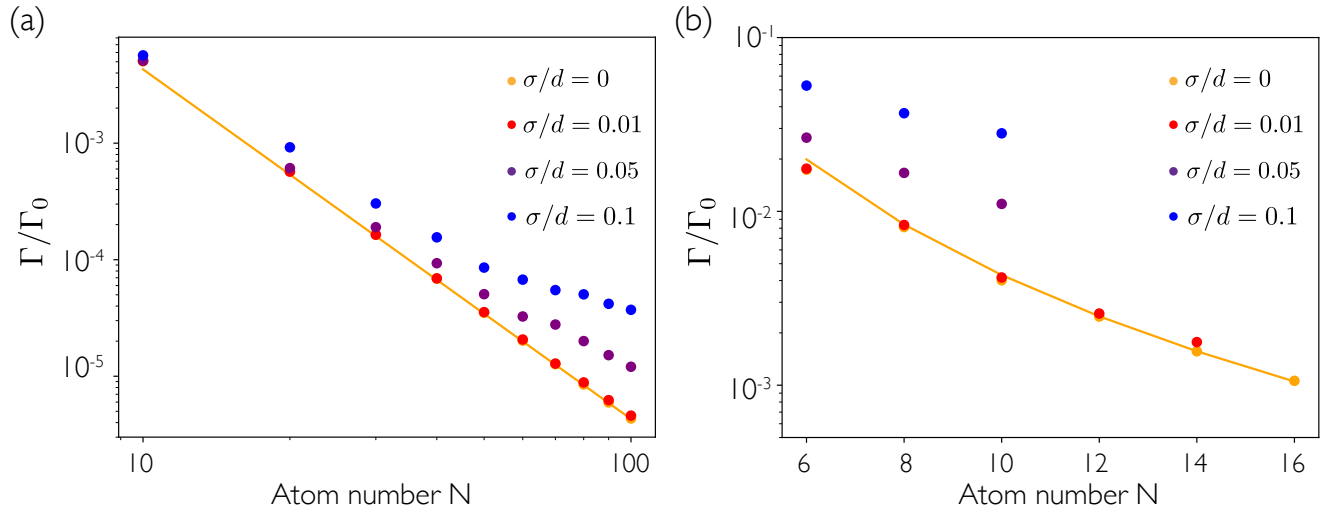 (a)
Γ/Γ₀
10⁻³
10⁻⁴
10⁻⁵
10
100
Atom number N
σ/d = 0
σ/d = 0.01
σ/d = 0.05
σ/d = 0.1
(b)
Γ/Γ₀
10⁻¹
10⁻²
10⁻³
6 8 10 12 14 16
Atom number N
σ/d = 0
σ/d = 0.01
σ/d = 0.05
σ/d = 0.1